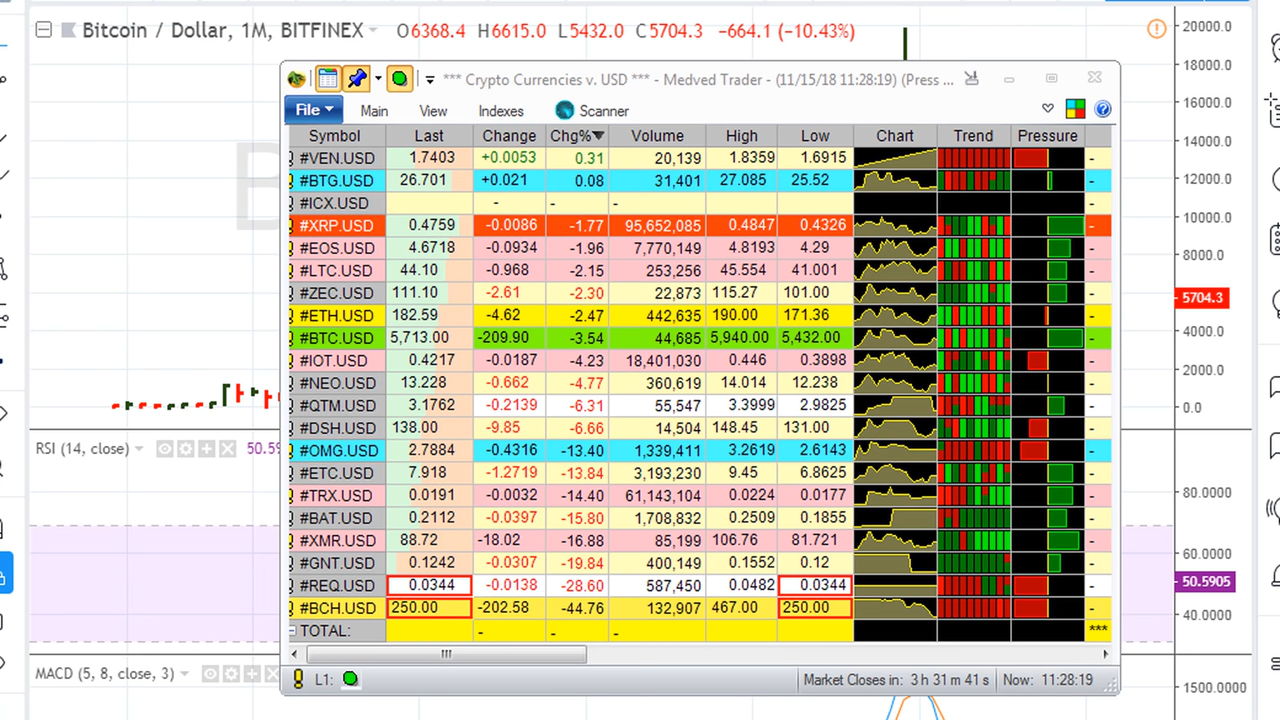 Bitcoin / Dollar, 1M, BITFINEX O6368.4 H6615.0 L5432.0 C5704.3 −664.1 (−10.43%)
*** Crypto Currencies v. USD *** - Medved Trader - (11/15/18 11:28:19) (Press ...
File Main View Indexes Scanner
Symbol Last Change Chg%▼ Volume High Low Chart Trend Pressure
#VEN.USD 1.7403 +0.0053 0.31 20,139 1.8359 1.6915 -
#BTG.USD 26.701 +0.021 0.08 31,401 27.085 25.52 -
#ICX.USD - - -
#XRP.USD 0.4759 -0.0086 -1.77 95,652,085 0.4847 0.4326 -
#EOS.USD 4.6718 -0.0934 -1.96 7,770,149 4.8193 4.29 -
#LTC.USD 44.10 -0.968 -2.15 253,256 45.554 41.001 -
#ZEC.USD 111.10 -2.61 -2.30 22,873 115.27 101.00 -
#ETH.USD 182.59 -4.62 -2.47 442,635 190.00 171.36 -
#BTC.USD 5,713.00 -209.90 -3.54 44,685 5,940.00 5,432.00 -
#IOT.USD 0.4217 -0.0187 -4.23 18,401,030 0.446 0.3898 -
#NEO.USD 13.228 -0.662 -4.77 360,619 14.014 12.238 -
#QTM.USD 3.1762 -0.2139 -6.31 55,547 3.3999 2.9825 -
#DSH.USD 138.00 -9.85 -6.66 14,504 148.45 131.00 -
#OMG.USD 2.7884 -0.4316 -13.40 1,339,411 3.2619 2.6143 -
#ETC.USD 7.918 -1.2719 -13.84 3,193,230 9.45 6.8625 -
#TRX.USD 0.0191 -0.0032 -14.40 61,143,104 0.0224 0.0177 -
#BAT.USD 0.2112 -0.0397 -15.80 1,708,832 0.2509 0.1855 -
#XMR.USD 88.72 -18.02 -16.88 85,199 106.76 81.721 -
#GNT.USD 0.1242 -0.0307 -19.84 400,149 0.1552 0.12 -
#REQ.USD 0.0344 -0.0138 -28.60 587,450 0.0482 0.0344 -
#BCH.USD 250.00 -202.58 -44.76 132,907 467.00 250.00 -
TOTAL: - - - ***
L1: Market Closes in: 3 h 31 m 41 s Now: 11:28:19
20000.0
18000.0
16000.0
14000.0
12000.0
10000.0
8000.0
5704.3
4000.0
2000.0
0.0
RSI (14, close) 50.59
80.0000
60.0000
50.5905
40.0000
MACD (5, 8, close, 3)
1500.0000